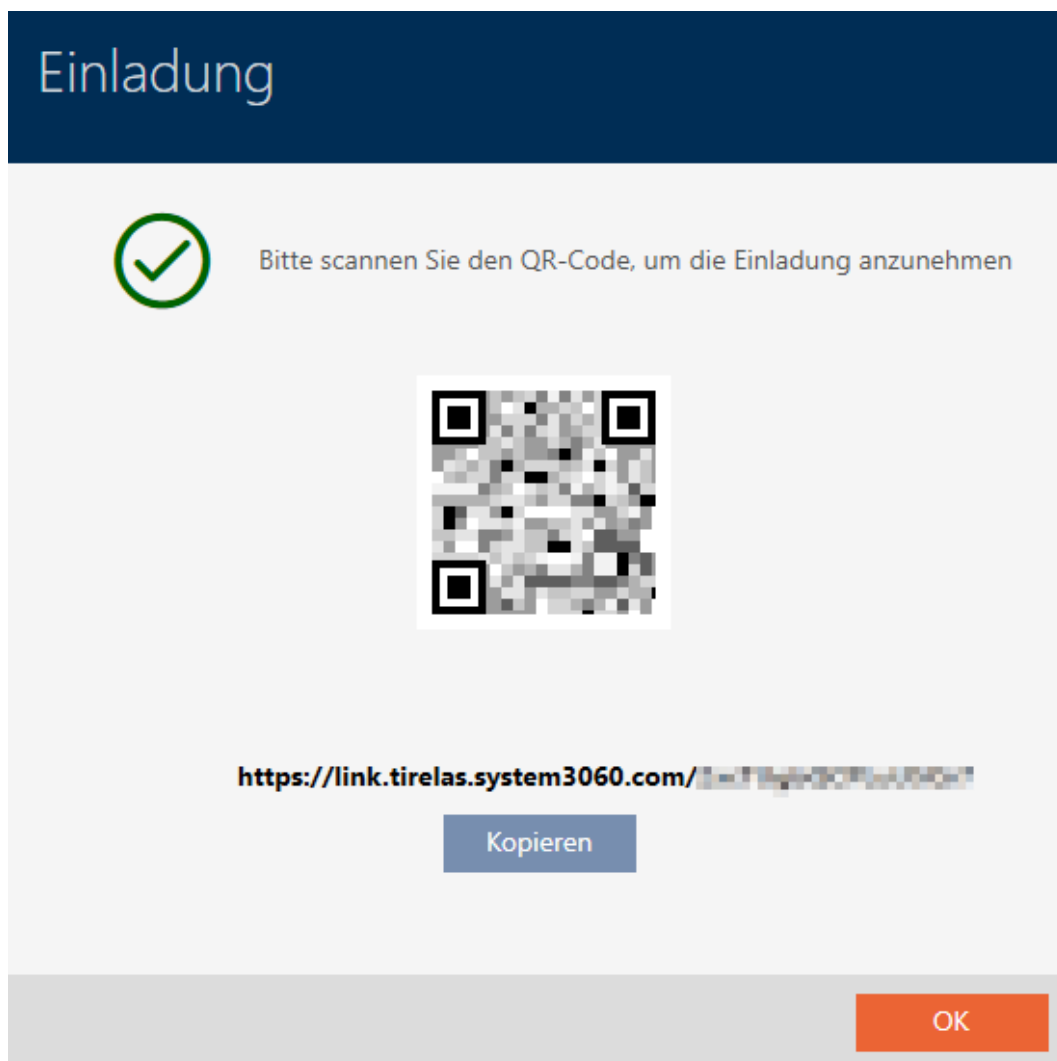 Einladung
Bitte scannen Sie den QR-Code, um die Einladung anzunehmen
https://link.tirelas.system3060.com/
Kopieren
OK